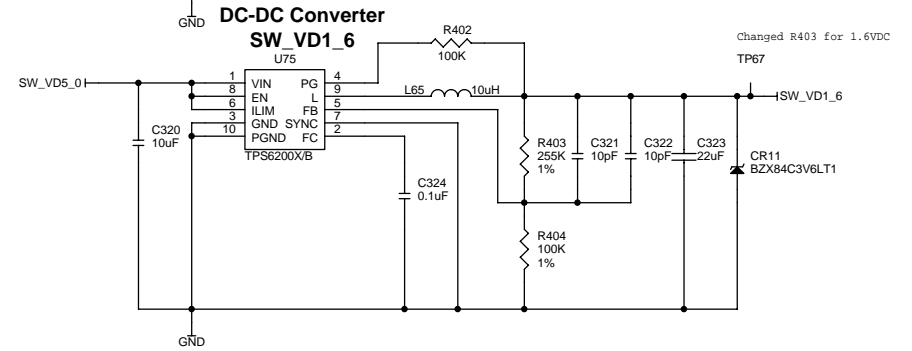 GND
DC-DC Converter
SW_VD1_6
U75
R402
100K
Changed R403 for 1.6VDC
TP67
SW_VD5_0
1 VIN PG 4
8 EN L 9
6 ILIM FB 5
3 GND SYNC 7
10 PGND FC 2
TPS6200X/B
L65 10uH
SW_VD1_6
C320
10uF
C324
0.1uF
R403
255K
1%
C321
10pF
C322
10pF
C323
22uF
CR11
BZX84C3V6LT1
R404
100K
1%
GND